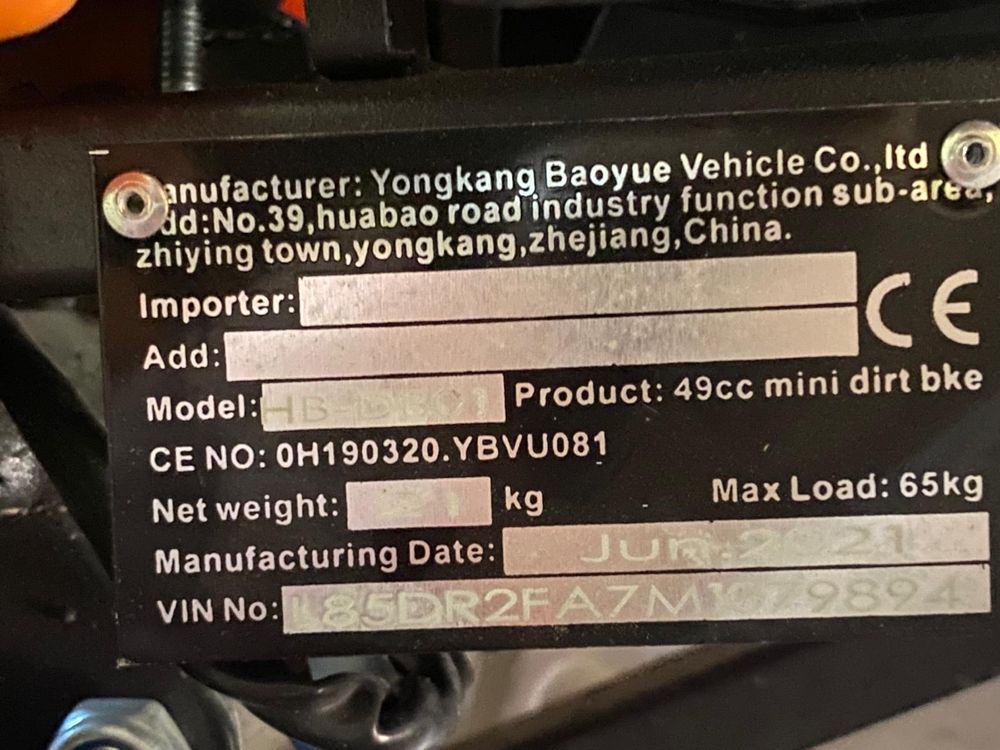 anufacturer: Yongkang Baoyue Vehicle Co.,ltd
dd:No.39,huabao road industry function sub-area,
zhiying town,yongkang,zhejiang,China.
Importer:
Add:
Model: Product: 49cc mini dirt bke
CE
CE NO: 0H190320.YBVU081
Net weight: 21 kg Max Load: 65kg
Manufacturing Date: Jun.2021
VIN No: